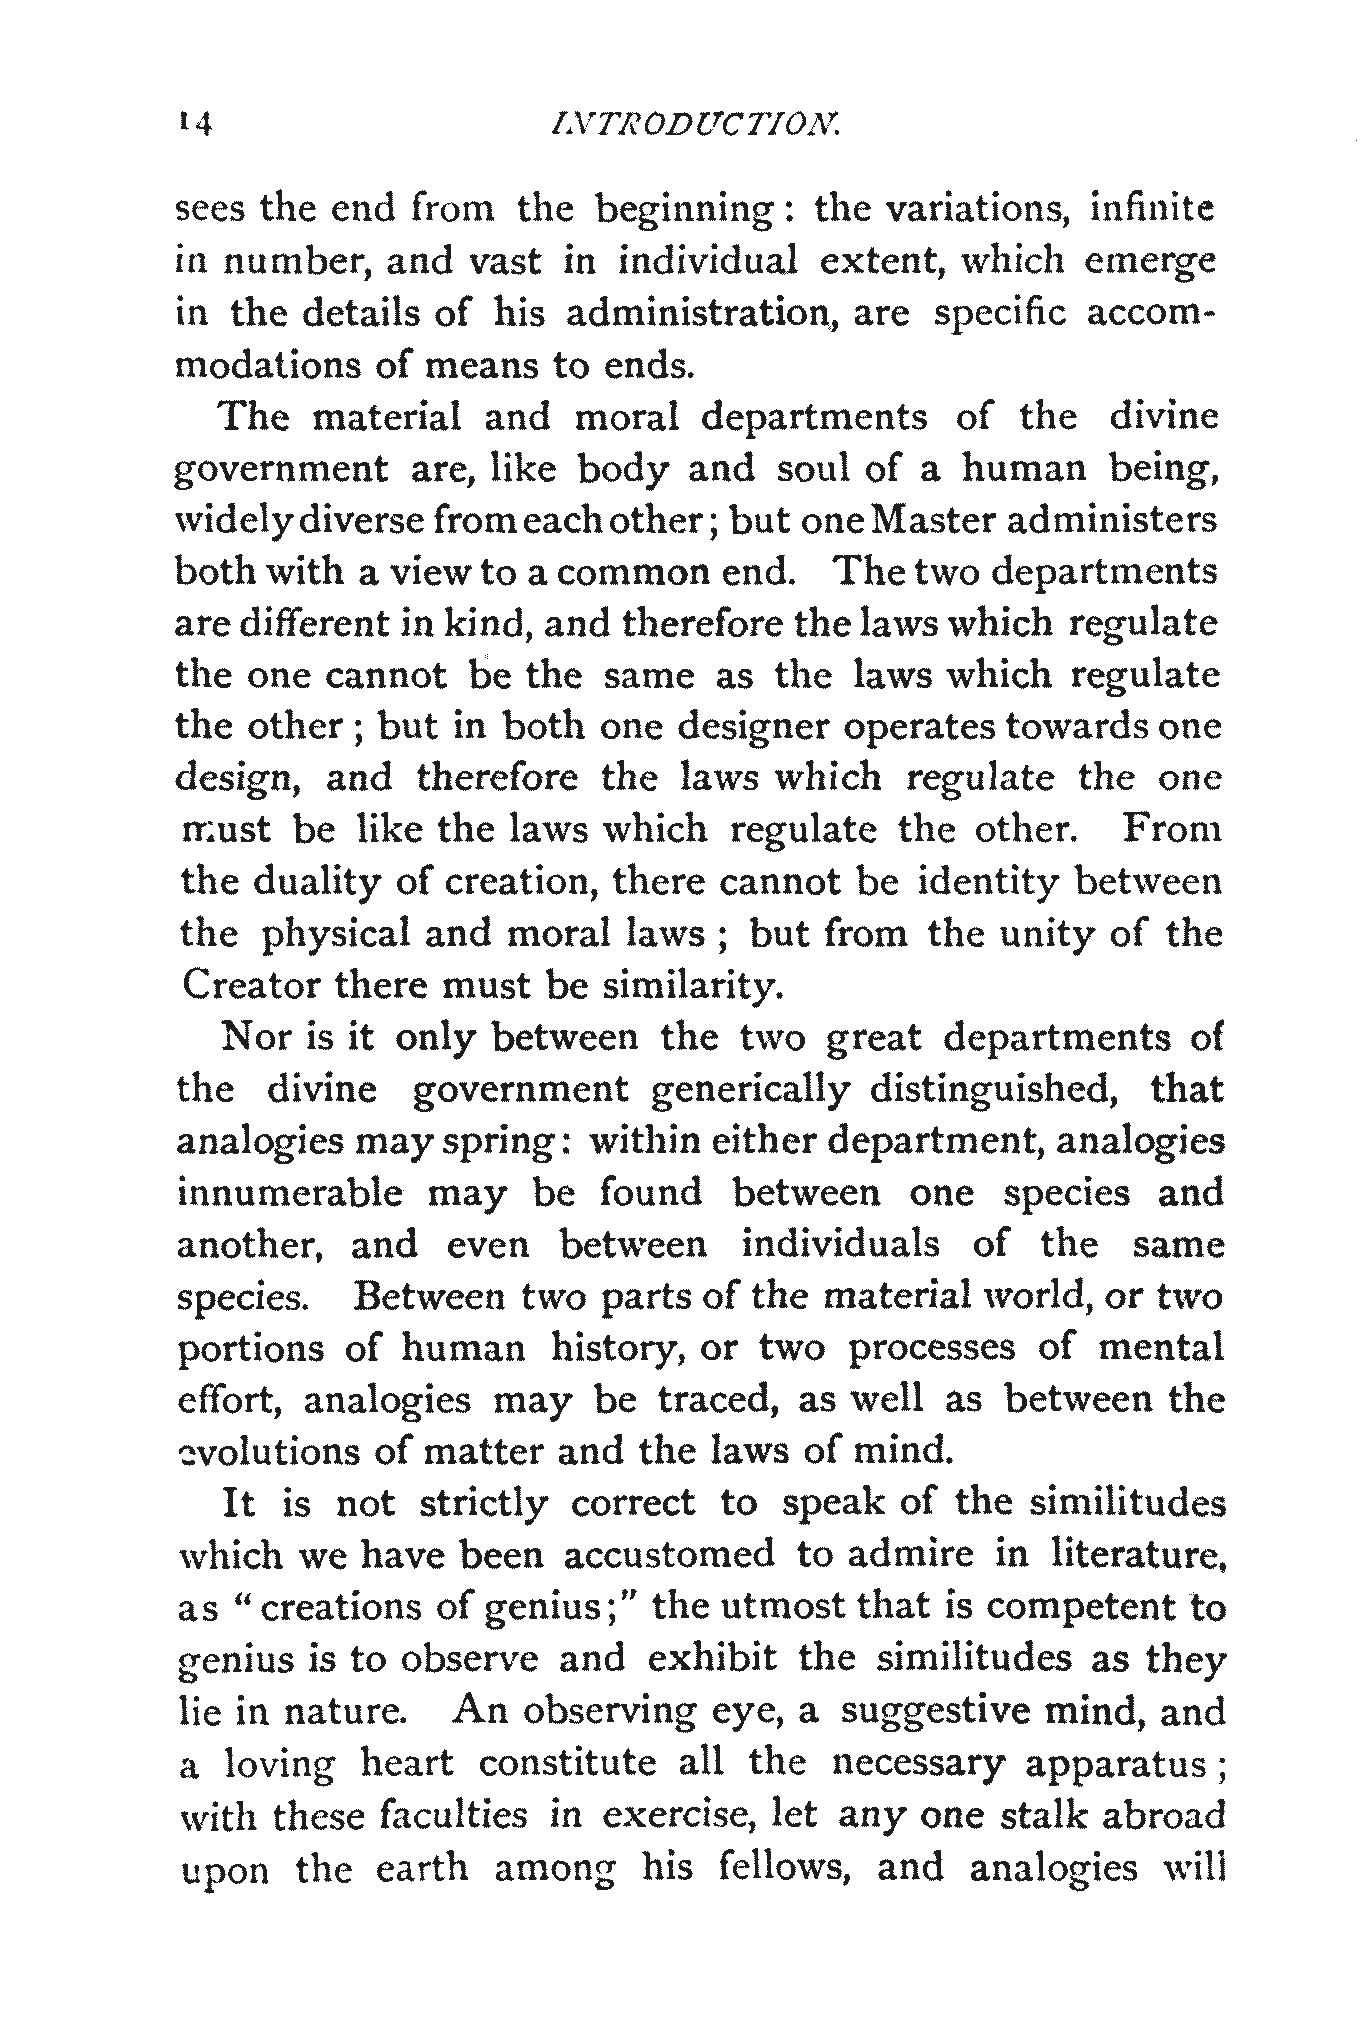 14 INTRODUCTION.
sees the end from the beginning : the variations, infinite
in number, and vast in individual extent, which emerge
in the details of his administration, are specific accom-
modations of means to ends.
The material and moral departments of the divine
government are, like body and soul of a human being,
widely diverse from each other ; but one Master administers
both with a view to a common end. The two departments
are different in kind, and therefore the laws which regulate
the one cannot be the same as the laws which regulate
the other ; but in both one designer operates towards one
design, and therefore the laws which regulate the one
must be like the laws which regulate the other. From
the duality of creation, there cannot be identity between
the physical and moral laws ; but from the unity of the
Creator there must be similarity.
Nor is it only between the two great departments of
the divine government generically distinguished, that
analogies may spring : within either department, analogies
innumerable may be found between one species and
another, and even between individuals of the same
species. Between two parts of the material world, or two
portions of human history, or two processes of mental
effort, analogies may be traced, as well as between the
evolutions of matter and the laws of mind.
It is not strictly correct to speak of the similitudes
which we have been accustomed to admire in literature,
as " creations of genius ;" the utmost that is competent to
genius is to observe and exhibit the similitudes as they
lie in nature. An observing eye, a suggestive mind, and
a loving heart constitute all the necessary apparatus ;
with these faculties in exercise, let any one stalk abroad
upon the earth among his fellows, and analogies will